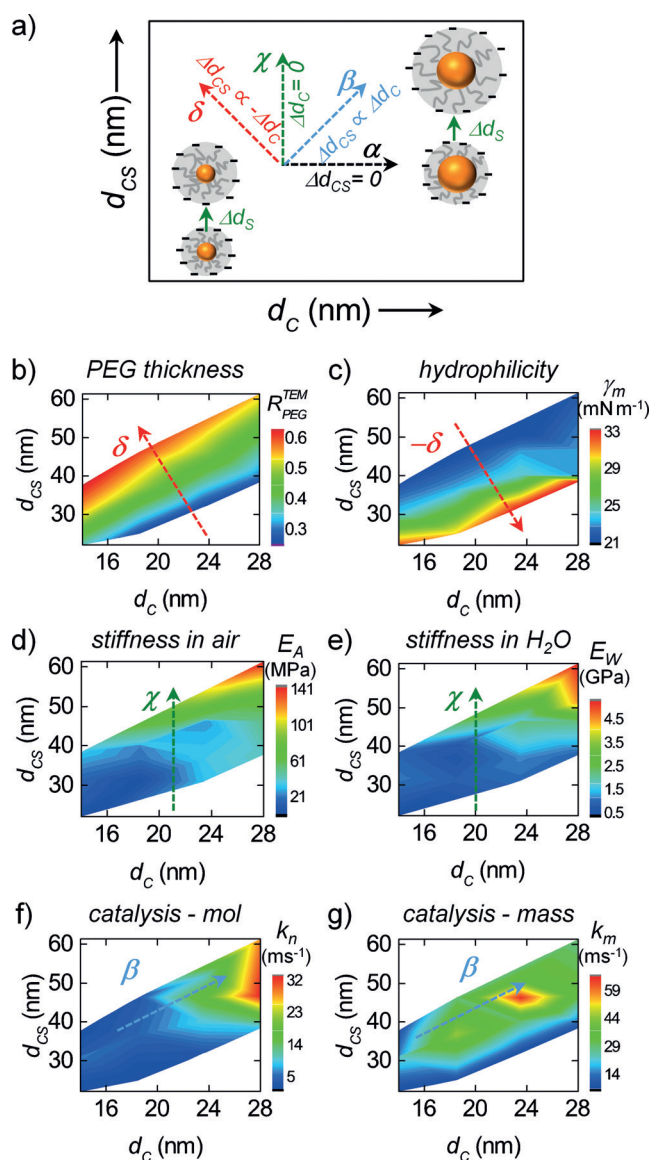 a)
d_CS (nm)
δ
Δd_CS ∝ -Δd_C
χ
Δd_C = 0
β
Δd_CS ∝ Δd_C
α
Δd_CS = 0
Δd_S
Δd_S
d_C (nm)
b) PEG thickness
R_PEG^TEM
d_CS (nm)
60
50
40
30
δ
0.6
0.5
0.4
0.3
16 20 24 28
d_C (nm)
c) hydrophilicity
γ_m
(mN m⁻¹)
d_CS (nm)
60
50
40
30
−δ
33
29
25
21
16 20 24 28
d_C (nm)
d) stiffness in air
E_A
(MPa)
d_CS (nm)
60
50
40
30
χ
141
101
61
21
16 20 24 28
d_C (nm)
e) stiffness in H₂O
E_W
(GPa)
d_CS (nm)
60
50
40
30
χ
4.5
3.5
2.5
1.5
0.5
16 20 24 28
d_C (nm)
f) catalysis - mol
k_n
(ms⁻¹)
d_CS (nm)
60
50
40
30
β
32
23
14
5
16 20 24 28
d_C (nm)
g) catalysis - mass
k_m
(ms⁻¹)
d_CS (nm)
60
50
40
30
β
59
44
29
14
16 20 24 28
d_C (nm)